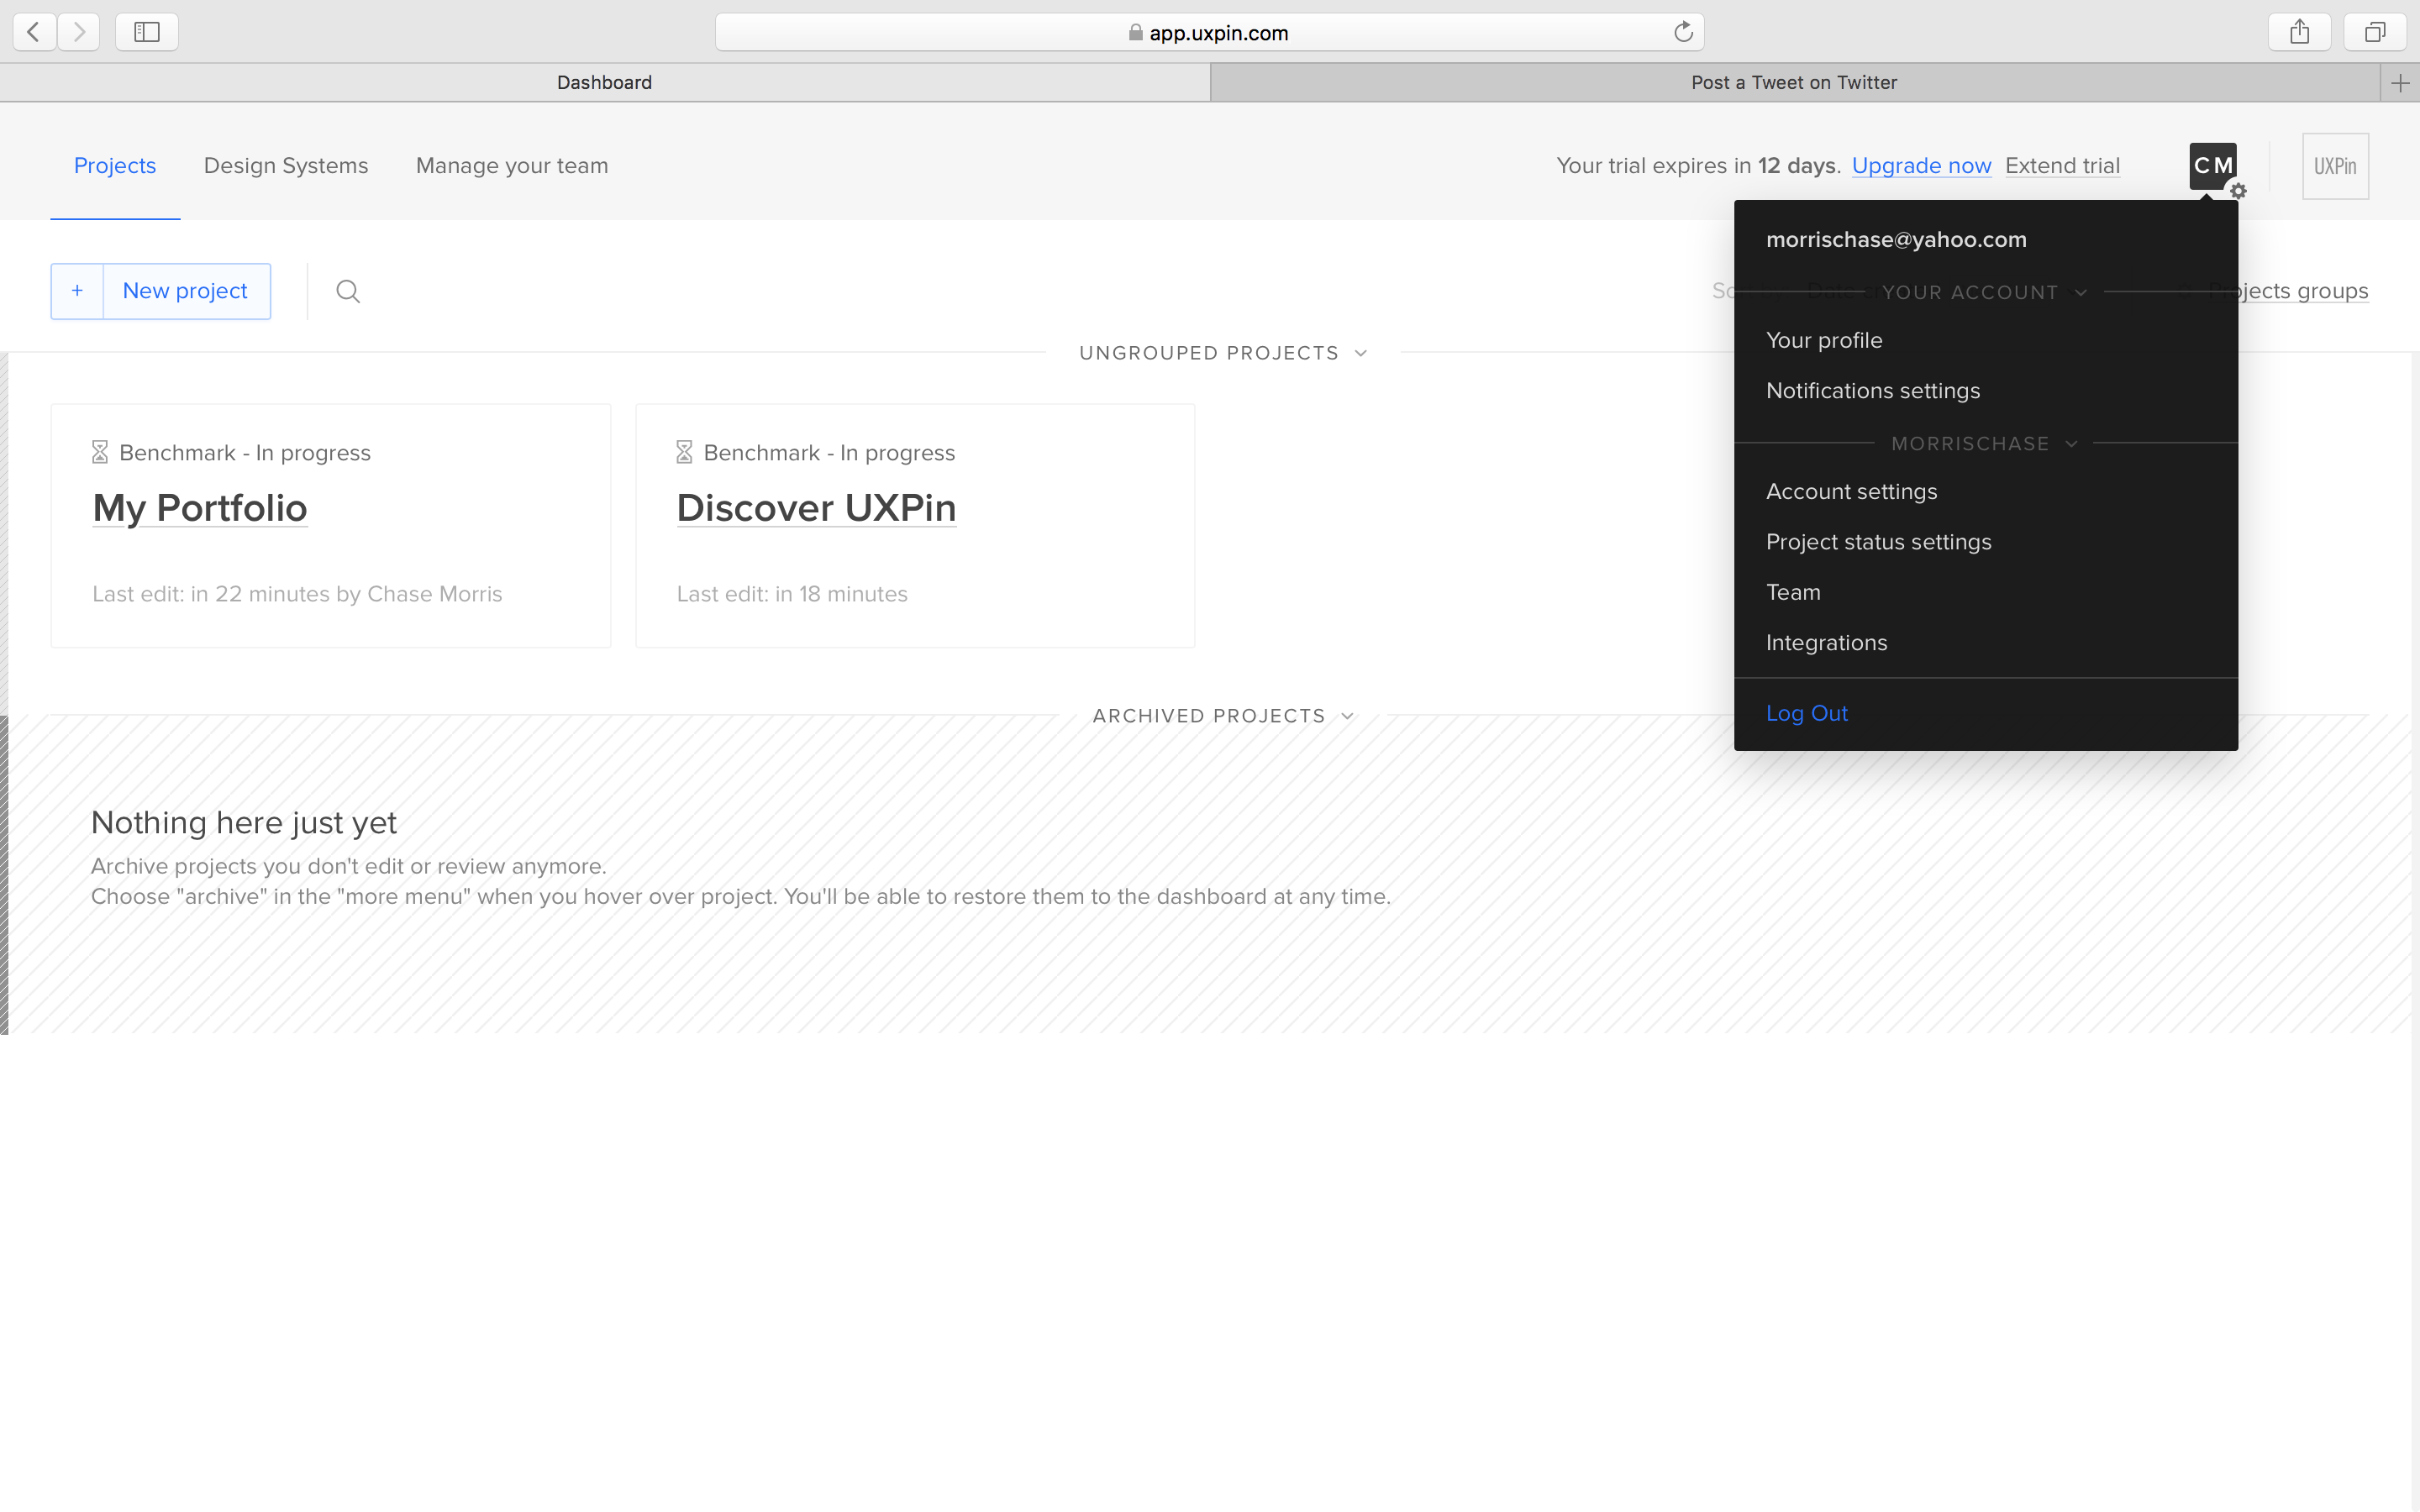 app.uxpin.com
Dashboard
Post a Tweet on Twitter
Projects
Design Systems
Manage your team
Your trial expires in 12 days. Upgrade now Extend trial
CM
UXPin
morrischase@yahoo.com
+ New project
YOUR ACCOUNT
groups
Your profile
UNGROUPED PROJECTS
Notifications settings
MORRISCHASE
Benchmark - In progress
My Portfolio
Last edit: in 22 minutes by Chase Morris
Benchmark - In progress
Discover UXPin
Last edit: in 18 minutes
Account settings
Project status settings
Team
Integrations
Log Out
ARCHIVED PROJECTS
Nothing here just yet
Archive projects you don't edit or review anymore.
Choose "archive" in the "more menu" when you hover over project. You'll be able to restore them to the dashboard at any time.